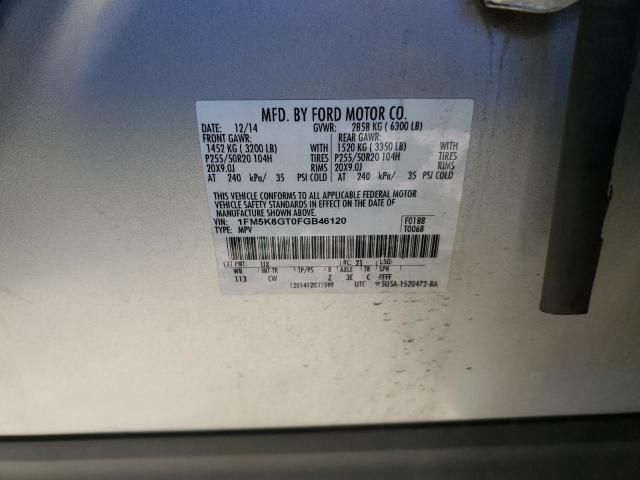 MFD. BY FORD MOTOR CO.
DATE: 12/14 GVWR: 2858 KG ( 6300 LB)
FRONT GAWR: REAR GAWR:
1452 KG ( 3200 LB) WITH 1520 KG ( 3350 LB) WITH
P255/50R20 104H TIRES P255/50R20 104H TIRES
20X9.0J RIMS 20X9.0J RIMS
AT 240 kPa/ 35 PSI COLD AT 240 kPa/ 35 PSI COLD
THIS VEHICLE CONFORMS TO ALL APPLICABLE FEDERAL MOTOR
VEHICLE SAFETY STANDARDS IN EFFECT ON THE DATE OF
MANUFACTURE SHOWN ABOVE.
VIN: 1FM5K8GT0FGB46120 F0188
TYPE: MPV T0068
EXT PNT: UX RC: 21 DSO:
WB INT TR TP/PS R AXLE TR SPR
113 CW Z 3E C FFFF
UTC